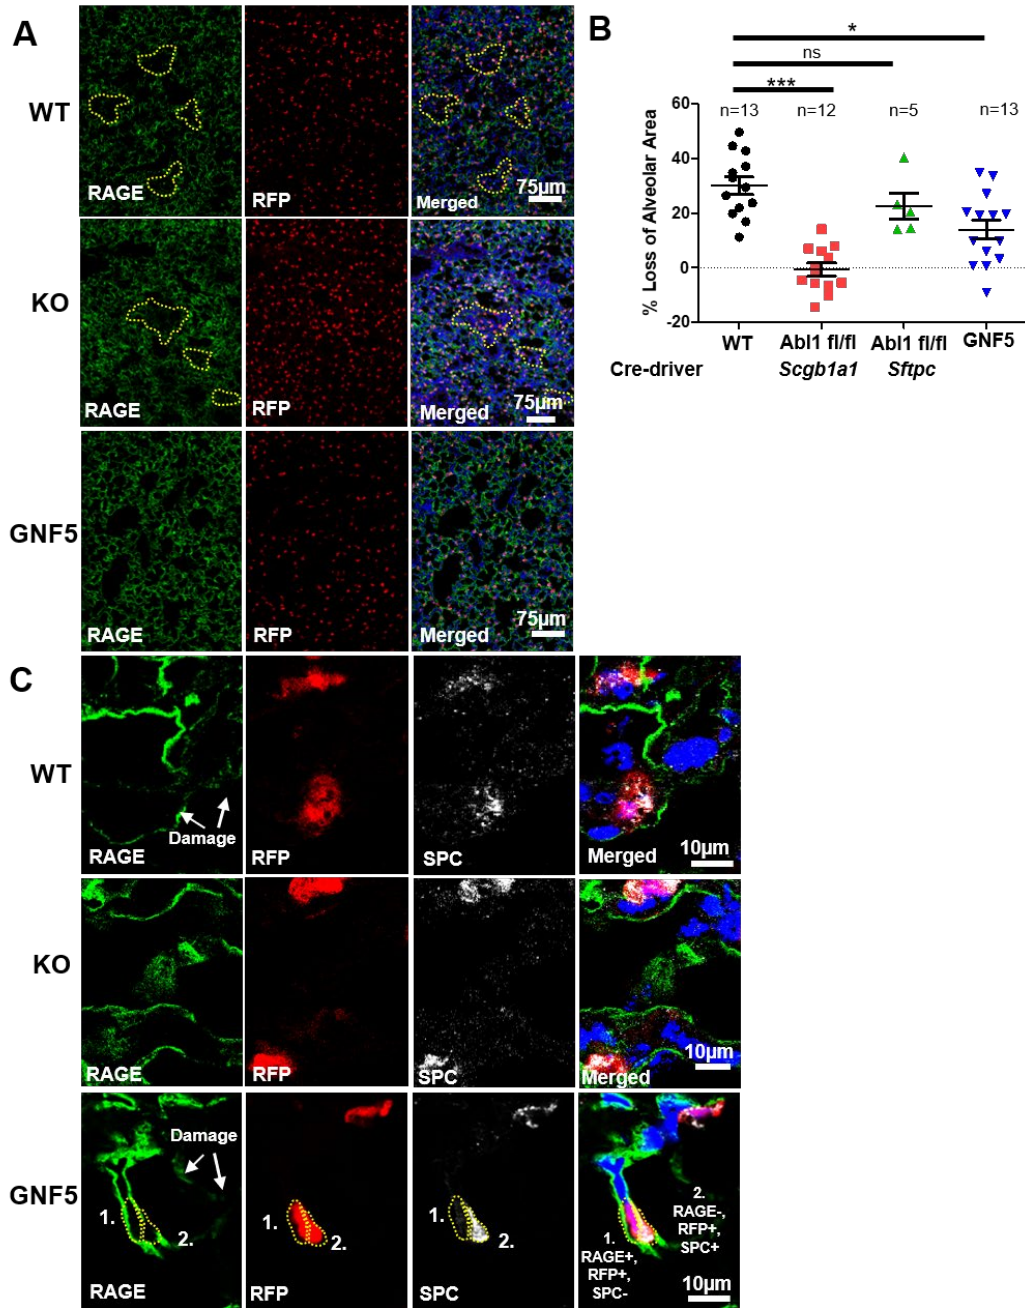 A
WT
RAGE
RFP
Merged
75µm
KO
RAGE
RFP
Merged
75µm
GNF5
RAGE
RFP
Merged
75µm
B
*
ns
***
n=13
n=12
n=5
n=13
% Loss of Alveolar Area
60
40
20
0
-20
WT
Abl1 fl/fl
Abl1 fl/fl
GNF5
Cre-driver
Scgb1a1
Sftpc
C
WT
Damage
RAGE
RFP
SPC
Merged
10µm
KO
RAGE
RFP
SPC
Merged
10µm
GNF5
Damage
1.
2.
RAGE
1.
2.
RFP
1.
2.
SPC
2.
RAGE-,
RFP+,
SPC+
1.
RAGE+,
RFP+,
SPC-
10µm